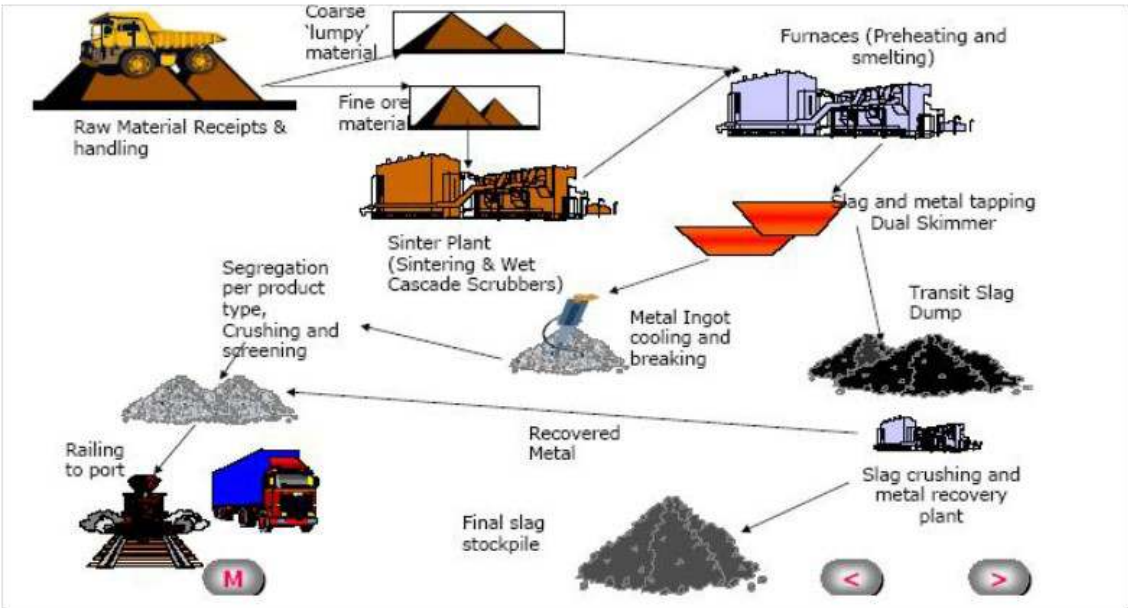 Coarse
'lumpy'
material
Furnaces (Preheating and
smelting)
Fine ore
material
Raw Material Receipts &
handling
Slag and metal tapping
Dual Skimmer
Sinter Plant
(Sintering & Wet
Cascade Scrubbers)
Segregation
per product
type,
Crushing and
screening
Metal Ingot
cooling and
breaking
Transit Slag
Dump
Recovered
Metal
Railing
to port
Slag crushing and
metal recovery
plant
Final slag
stockpile
M
<
>